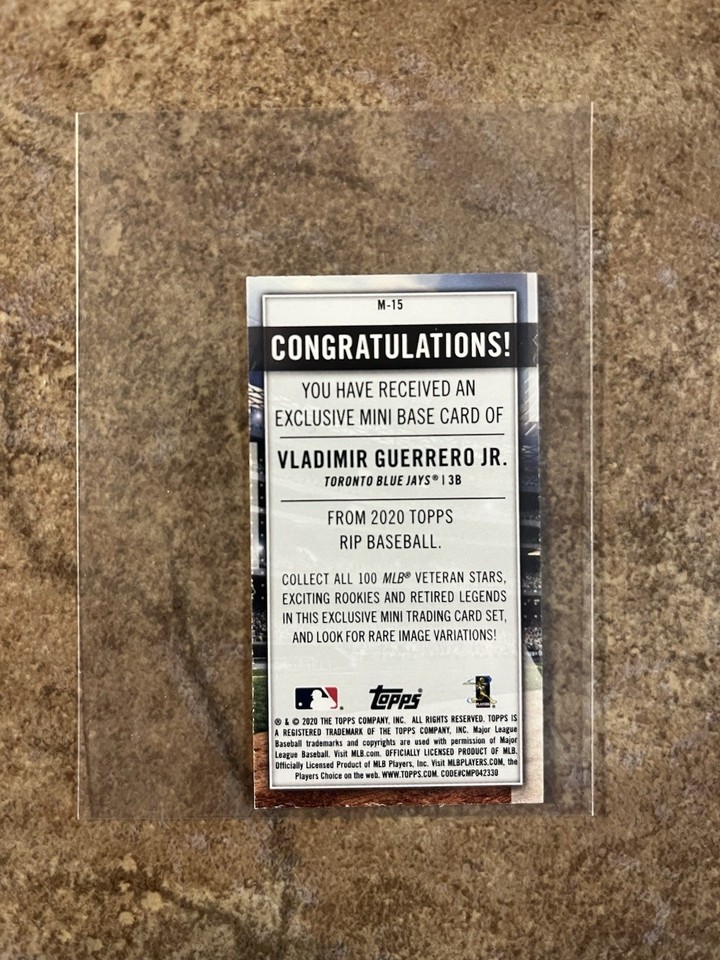 M-15
CONGRATULATIONS!
YOU HAVE RECEIVED AN
EXCLUSIVE MINI BASE CARD OF
VLADIMIR GUERRERO JR.
TORONTO BLUE JAYS® | 3B
FROM 2020 TOPPS
RIP BASEBALL.
COLLECT ALL 100 MLB® VETERAN STARS,
EXCITING ROOKIES AND RETIRED LEGENDS
IN THIS EXCLUSIVE MINI TRADING CARD SET,
AND LOOK FOR RARE IMAGE VARIATIONS!
topps
® & © 2020 THE TOPPS COMPANY, INC. ALL RIGHTS RESERVED. TOPPS IS
A REGISTERED TRADEMARK OF THE TOPPS COMPANY, INC. Major League
Baseball trademarks and copyrights are used with permission of Major
League Baseball. Visit MLB.com. OFFICIALLY LICENSED PRODUCT OF MLB.
Officially Licensed Product of MLB Players, Inc. Visit MLBPLAYERS.COM, the
Players Choice on the web. WWW.TOPPS.COM. CODE#CMP042330